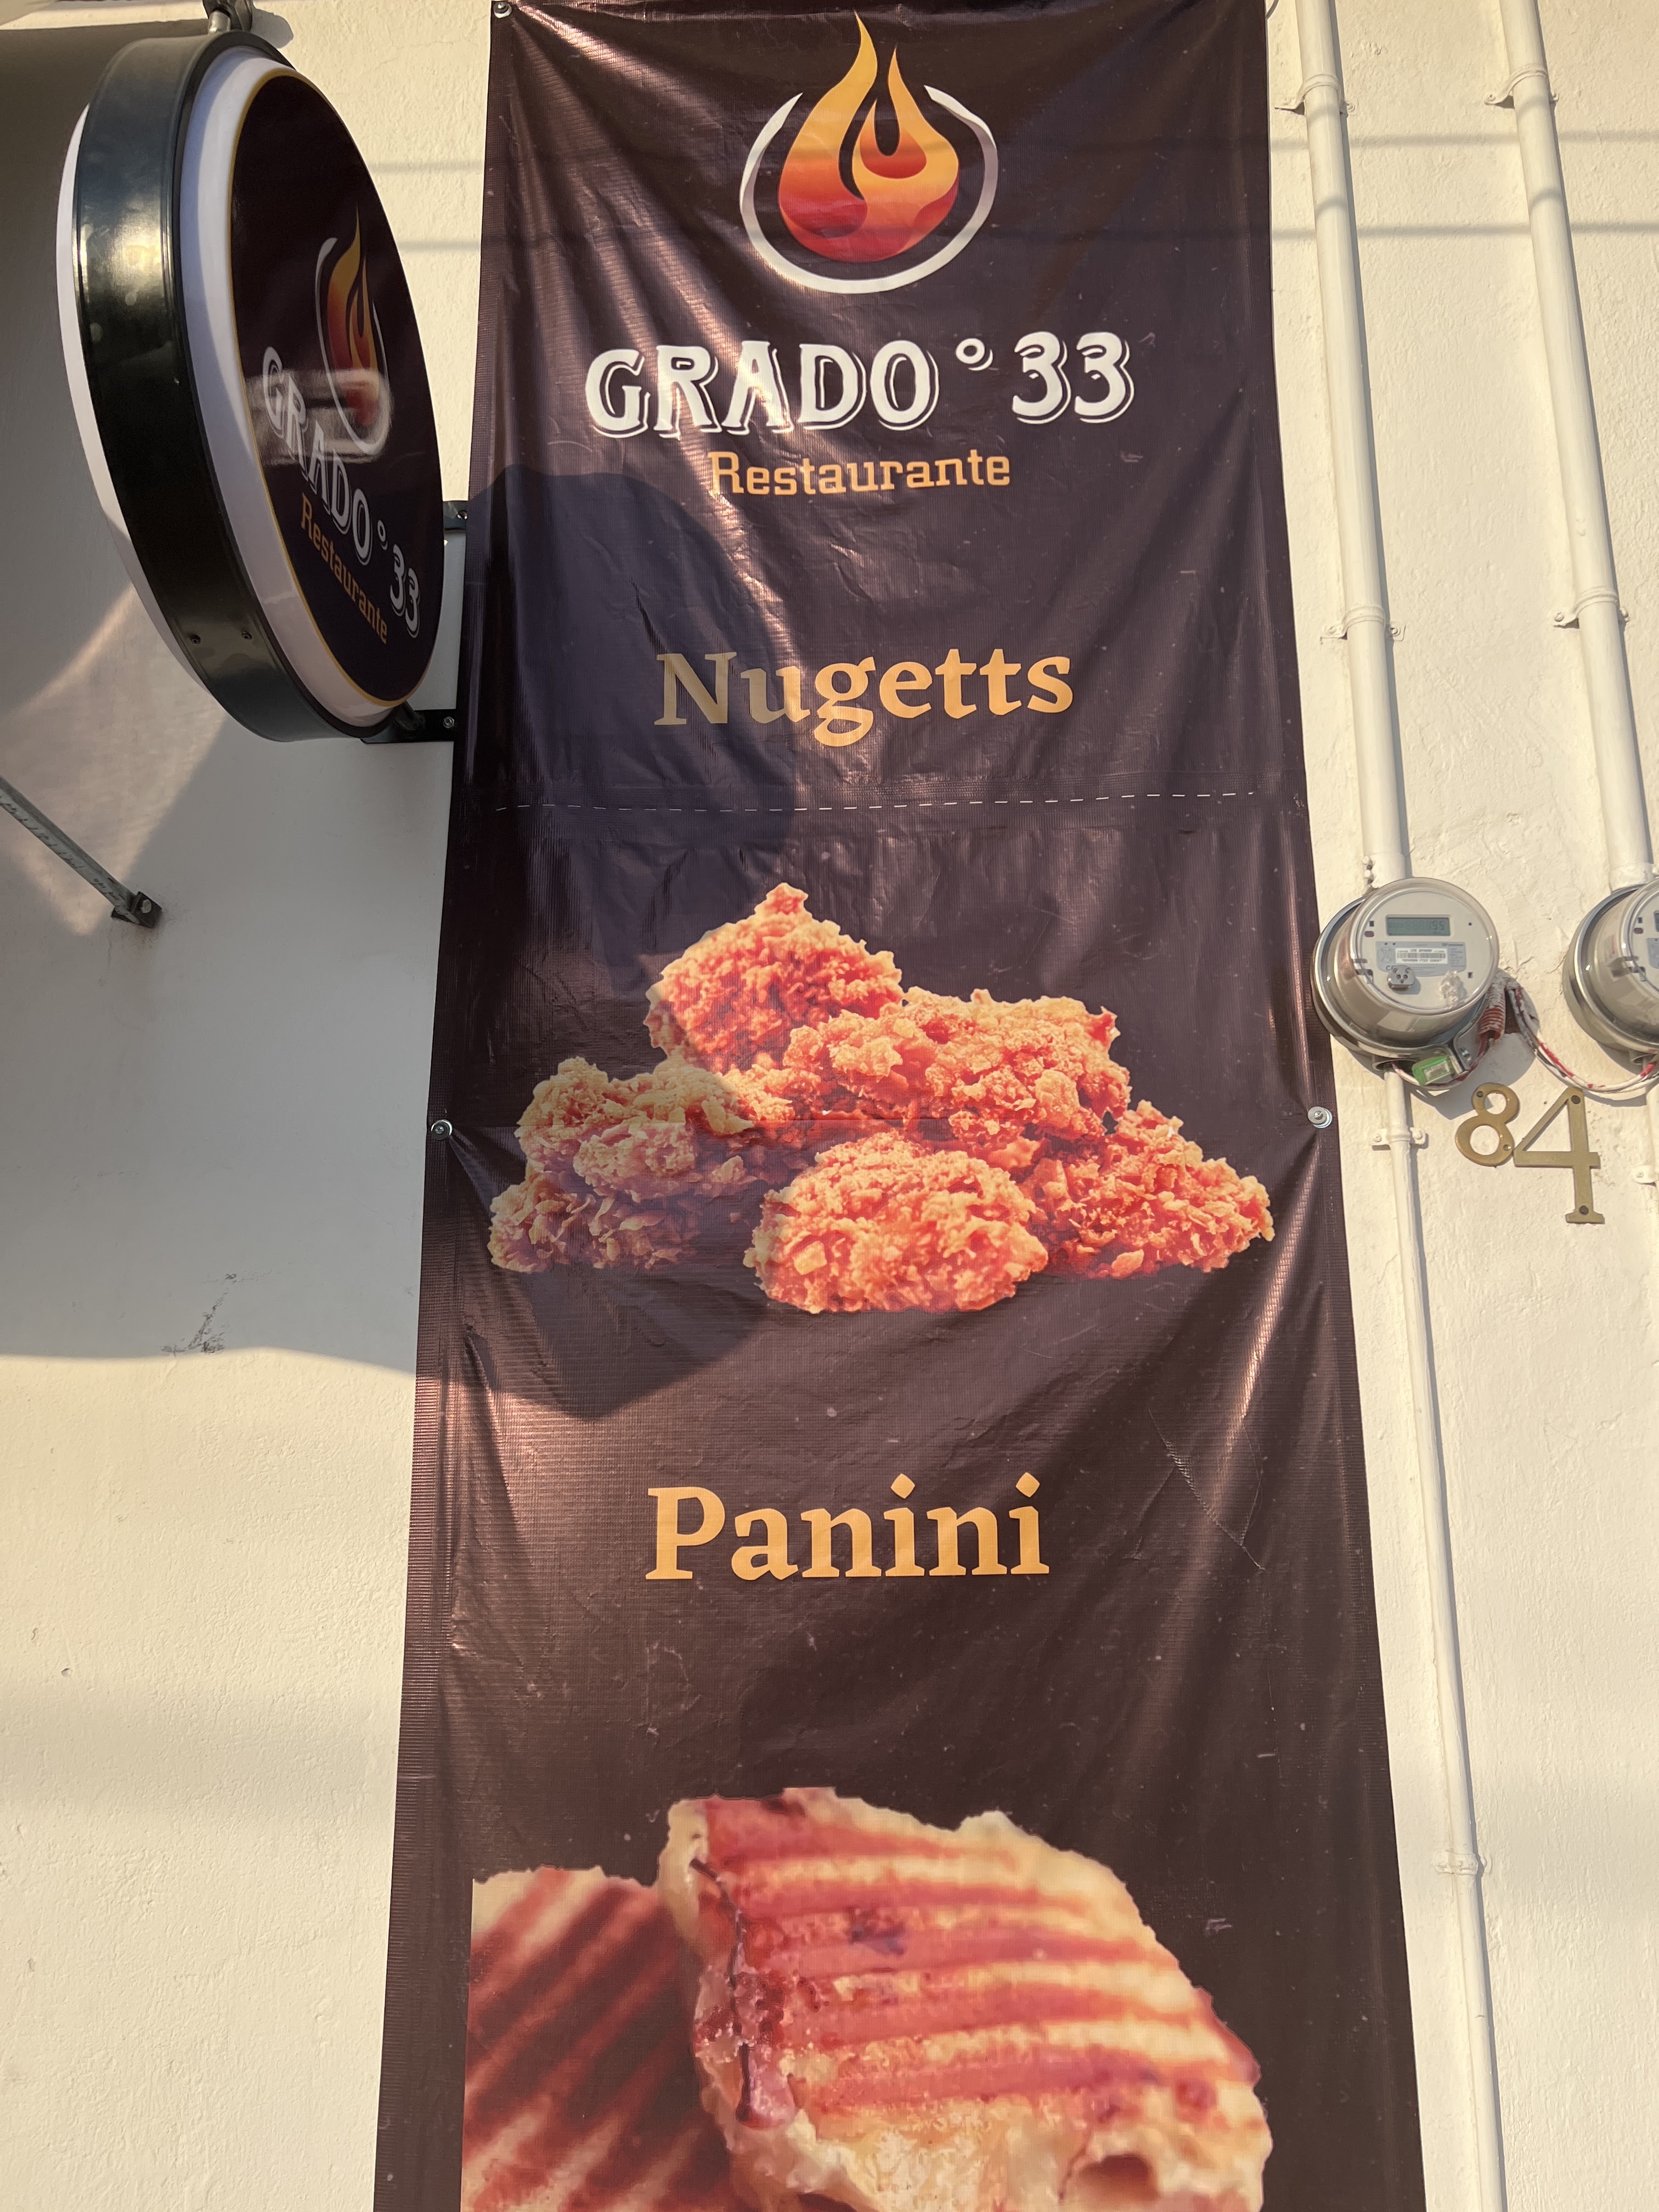 GRADO°33
Restaurante
GRADO°33
Restaurante
Nugetts
Panini
84